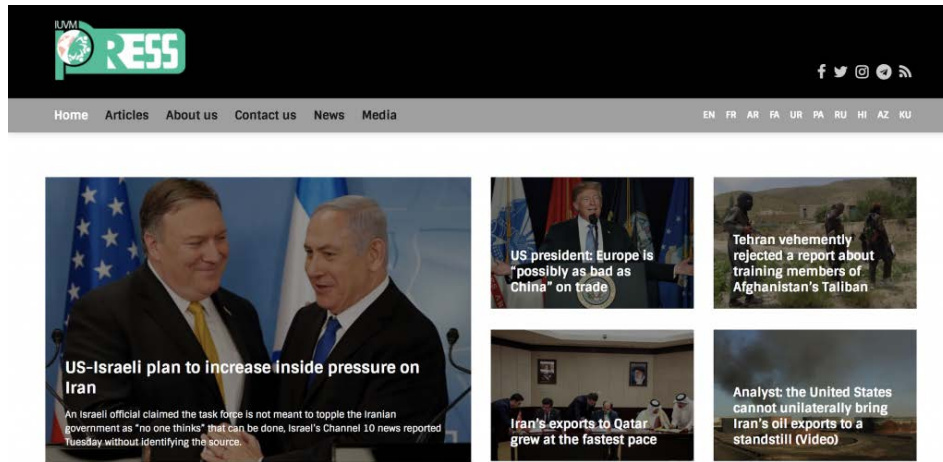 IUVM
PRESS
Home Articles About us Contact us News Media
EN FR AR FA UR PA RU HI AZ KU
US-Israeli plan to increase inside pressure on
Iran
An Israeli official claimed the task force is not meant to topple the Iranian
government as "no one thinks" that can be done, Israel's Channel 10 news reported
Tuesday without identifying the source.
US president: Europe is
"possibly as bad as
China" on trade
Tehran vehemently
rejected a report about
training members of
Afghanistan's Taliban
Iran's exports to Qatar
grew at the fastest pace
Analyst: the United States
cannot unilaterally bring
Iran's oil exports to a
standstill (Video)